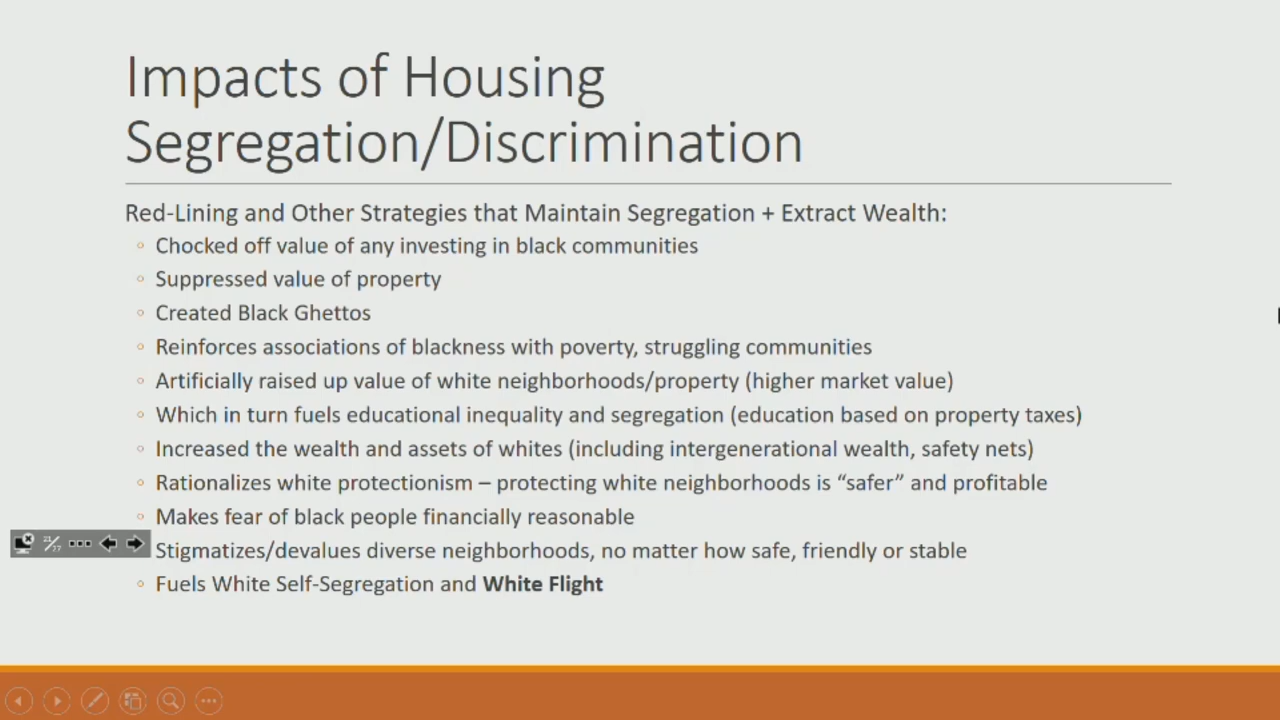 Impacts of Housing
Segregation/Discrimination
Red-Lining and Other Strategies that Maintain Segregation + Extract Wealth:
Chocked off value of any investing in black communities
Suppressed value of property
Created Black Ghettos
Reinforces associations of blackness with poverty, struggling communities
Artificially raised up value of white neighborhoods/property (higher market value)
Which in turn fuels educational inequality and segregation (education based on property taxes)
Increased the wealth and assets of whites (including intergenerational wealth, safety nets)
Rationalizes white protectionism – protecting white neighborhoods is “safer” and profitable
Makes fear of black people financially reasonable
21/27
Stigmatizes/devalues diverse neighborhoods, no matter how safe, friendly or stable
Fuels White Self-Segregation and White Flight